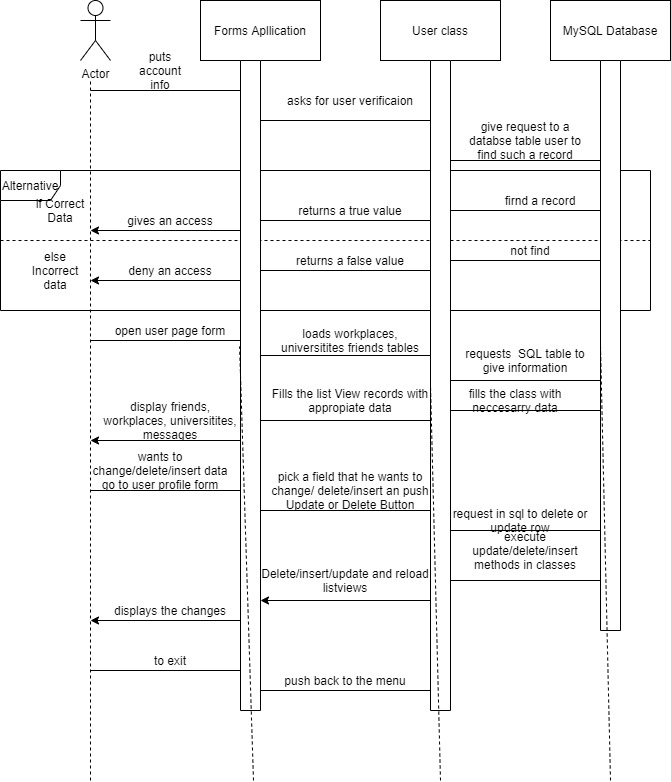 Forms Apllication
User class
MySQL Database
Actor
puts
account
info
asks for user verificaion
give request to a
databse table user to
find such a record
Alternative
If Correct
Data
gives an access
returns a true value
firnd a record
else
Incorrect
data
deny an access
returns a false value
not find
open user page form
loads workplaces,
universitites friends tables
requests  SQL table to
give information
Fills the list View records with
appropiate data
fills the class with
neccesarry data
display friends,
workplaces, universitites,
messages
wants to
change/delete/insert data
go to user profile form
pick a field that he wants to
change/ delete/insert an push
Update or Delete Button
request in sql to delete or
update row
execute
update/delete/insert
methods in classes
Delete/insert/update and reload
listviews
displays the changes
to exit
push back to the menu